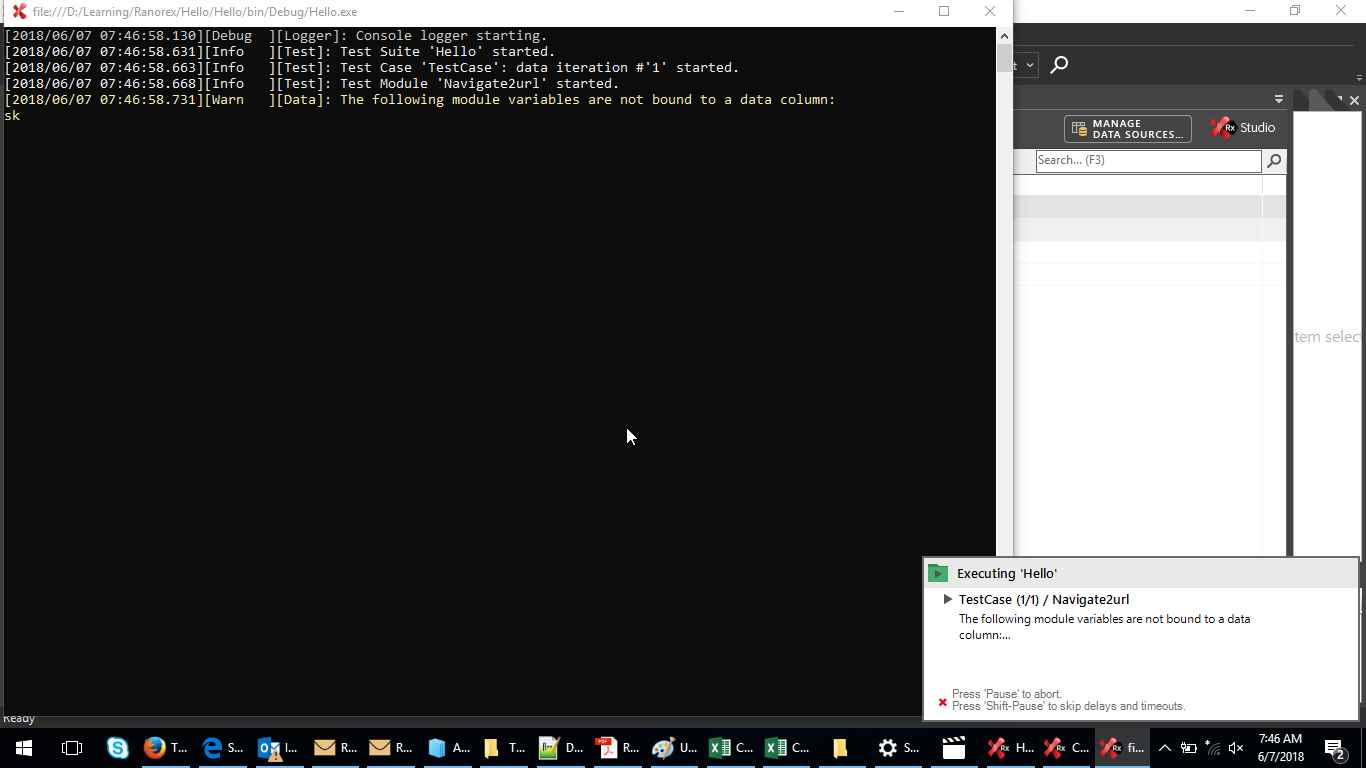 file:///D:/Learning/Ranorex/Hello/Hello/bin/Debug/Hello.exe
[2018/06/07 07:46:58.130][Debug  ][Logger]: Console logger starting.
[2018/06/07 07:46:58.631][Info   ][Test]: Test Suite 'Hello' started.
[2018/06/07 07:46:58.663][Info   ][Test]: Test Case 'TestCase': data iteration #'1' started.
[2018/06/07 07:46:58.668][Info   ][Test]: Test Module 'Navigate2url' started.
[2018/06/07 07:46:58.731][Warn   ][Data]: The following module variables are not bound to a data column:
sk
t
MANAGE
DATA SOURCES...
Rx Studio
Search... (F3)
tem selec
Executing 'Hello'
TestCase (1/1) / Navigate2url
The following module variables are not bound to a data
column:...
Press 'Pause' to abort.
Press 'Shift-Pause' to skip delays and timeouts.
Ready
T... S... I... R... R... A... T... D... R... U... C... C... S... H... C... fi...
7:46 AM
6/7/2018
2